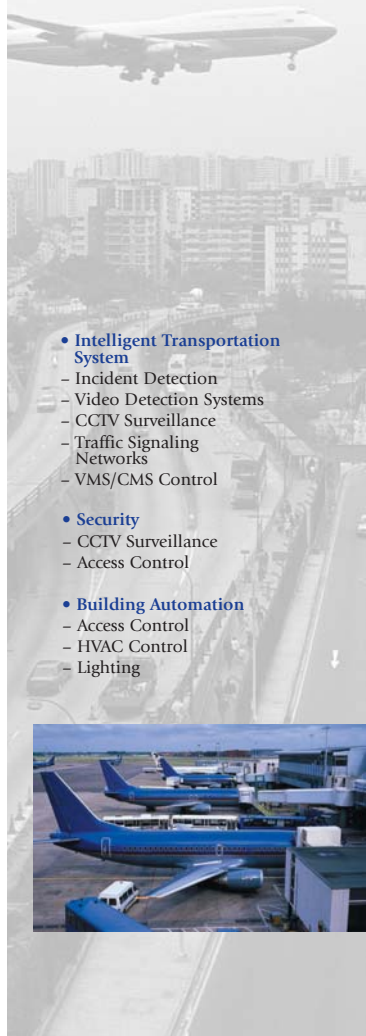 • Intelligent Transportation
System
– Incident Detection
– Video Detection Systems
– CCTV Surveillance
– Traffic Signaling
Networks
– VMS/CMS Control
• Security
– CCTV Surveillance
– Access Control
• Building Automation
– Access Control
– HVAC Control
– Lighting